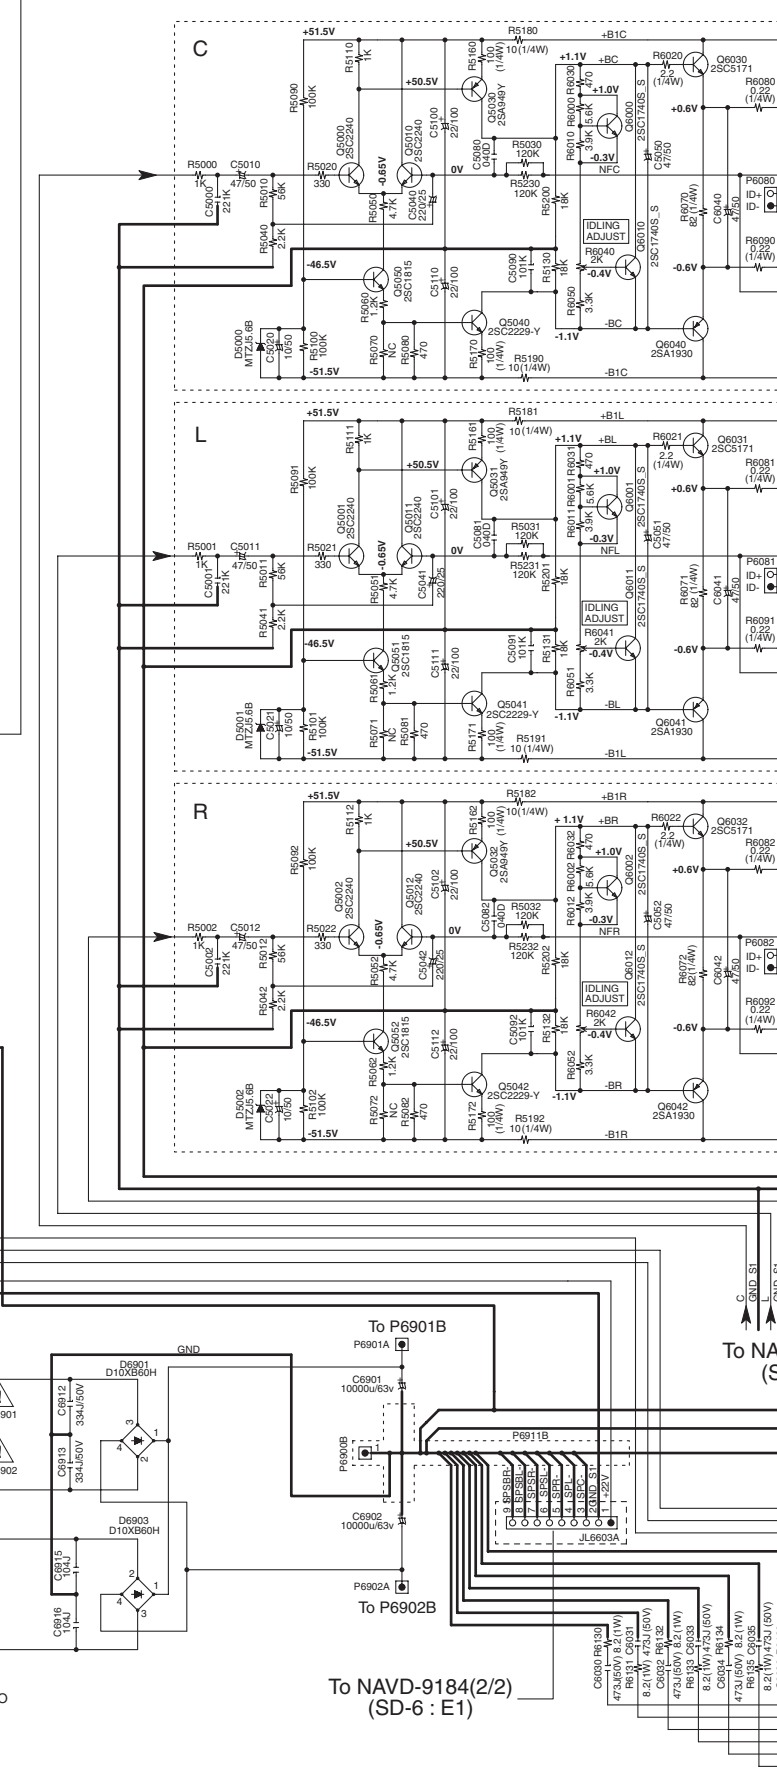 C
+51.5V
R5180
10(1/4W)
+B1C
R5110
1K
R5160
100
(1/4W)
+1.1V
+BC
R6020
2.2
(1/4W)
Q6030
2SC5171
R5090
100K
+50.5V
Q5030
2SA949Y
R6030
470
+1.0V
R6000
5.6K
Q6000
2SC1740S_S
R6080
0.22
(1/4W)
+0.6V
Q5000
2SC2240
Q5010
2SC2240
C5100
22/100
C5080
040D
R5030
120K
R6010
3.9K
-0.3V
NFC
C5050
47/50
R5000
1K
C5010
47/50
R5020
330
-0.65V
0V
R5230
120K
P6080
ID+
ID-
C5000
221K
R5010
56K
R5050
4.7K
C5040
220/25
R5200
18K
R6070
82 (1/4W)
C6040
47/50
R5040
2.2K
IDLING
ADJUST
R6040
2K
-0.4V
Q6010
2SC1740S_S
R6090
0.22
(1/4W)
-0.6V
-46.5V
Q5050
2SC1815
C5110
22/100
C5090
101K
R5130
18K
R5060
1.2K
R6050
3.3K
D5000
MTZJ5.6B
C5020
10/50
R5100
100K
R5070
NC
R5080
470
Q5040
2SC2229-Y
R5170
100
(1/4W)
-1.1V
-BC
Q6040
2SA1930
R5190
10(1/4W)
-51.5V
-B1C
L
+51.5V
R5181
10(1/4W)
+B1L
R5111
1K
R5161
100
(1/4W)
+1.1V
+BL
R6021
2.2
(1/4W)
Q6031
2SC5171
R5091
100K
+50.5V
Q5031
2SA949Y
R6031
470
+1.0V
R6001
5.6K
Q6001
2SC1740S_S
R6081
0.22
(1/4W)
+0.6V
Q5001
2SC2240
Q5011
2SC2240
C5101
22/100
C5081
040D
R5031
120K
R6011
3.9K
-0.3V
NFL
C5051
47/50
R5001
1K
C5011
47/50
R5021
330
-0.65V
0V
R5231
120K
P6081
ID+
ID-
C5001
221K
R5011
56K
R5051
4.7K
C5041
220/25
R5201
18K
R6071
82 (1/4W)
C6041
47/50
R5041
2.2K
IDLING
ADJUST
R6041
2K
-0.4V
Q6011
2SC1740S_S
R6091
0.22
(1/4W)
-0.6V
-46.5V
Q5051
2SC1815
C5111
22/100
C5091
101K
R5131
18K
R5061
1.2K
R6051
3.3K
D5001
MTZJ5.6B
C5021
10/50
R5101
100K
R5071
NC
R5081
470
Q5041
2SC2229-Y
R5171
100
(1/4W)
-1.1V
-BL
Q6041
2SA1930
R5191
10(1/4W)
-51.5V
-B1L
R
+51.5V
R5182
10(1/4W)
+B1R
R5112
1K
R5162
100
(1/4W)
+ 1.1V
+BR
R6022
2.2
(1/4W)
Q6032
2SC5171
R5092
100K
+50.5V
Q5032
2SA949Y
R6032
470
+1.0V
R6002
5.6K
Q6002
2SC1740S_S
R6082
0.22
(1/4W)
+0.6V
Q5002
2SC2240
Q5012
2SC2240
C5102
22/100
C5082
040D
R5032
120K
R6012
3.9K
-0.3V
NFR
C5052
47/50
R5002
1K
C5012
47/50
R5022
330
-0.65V
0V
R5232
120K
P6082
ID+
ID-
C5002
221K
R5012
56K
R5052
4.7K
C5042
220/25
R5202
18K
R6072
82(1/4W)
C6042
47/50
R5042
2.2K
IDLING
ADJUST
R6042
2K
-0.4V
Q6012
2SC1740S_S
R6092
0.22
(1/4W)
-0.6V
-46.5V
Q5052
2SC1815
C5112
22/100
C5092
101K
R5132
18K
R5062
1.2K
R6052
3.3K
D5002
MTZJ5.6B
C5022
10/50
R5102
100K
R5072
NC
R5082
470
Q5042
2SC2229-Y
R5172
100
(1/4W)
-1.1V
-BR
Q6042
2SA1930
R5192
10(1/4W)
-51.5V
-B1R
C
GND S1
L
GND S1
To NA
(S
To P6901B
P6901A
GND
D6901
D10XB60H
C6901
10000u/63v
C6912
334J/50V
901
3
1
4
2
P6900B
1
P6911B
C6913
334J/50V
902
9 SPSBR-
8 SPSBL-
7 SPSR-
6 SPSL-
5 SPR-
4 SPL-
3 SPC-
2 GND S1
1 +22V
JL6603A
D6903
D10XB60H
C6902
10000u/63v
C6915
104J
2
1
4
3
C6916
104J
P6902A
To P6902B
C6030 R6130
473J(50V) 8.2 (1W)
R6131 C6031
8.2(1W) 473J (50V)
C6032 R6132
473J(50V) 8.2 (1W)
R6133 C6033
8.2(1W) 473J (50V)
C6034 R6134
473J(50V) 8.2 (1W)
R6135 C6035
8.2(1W) 473J (50V)
To NAVD-9184(2/2)
(SD-6 : E1)
O